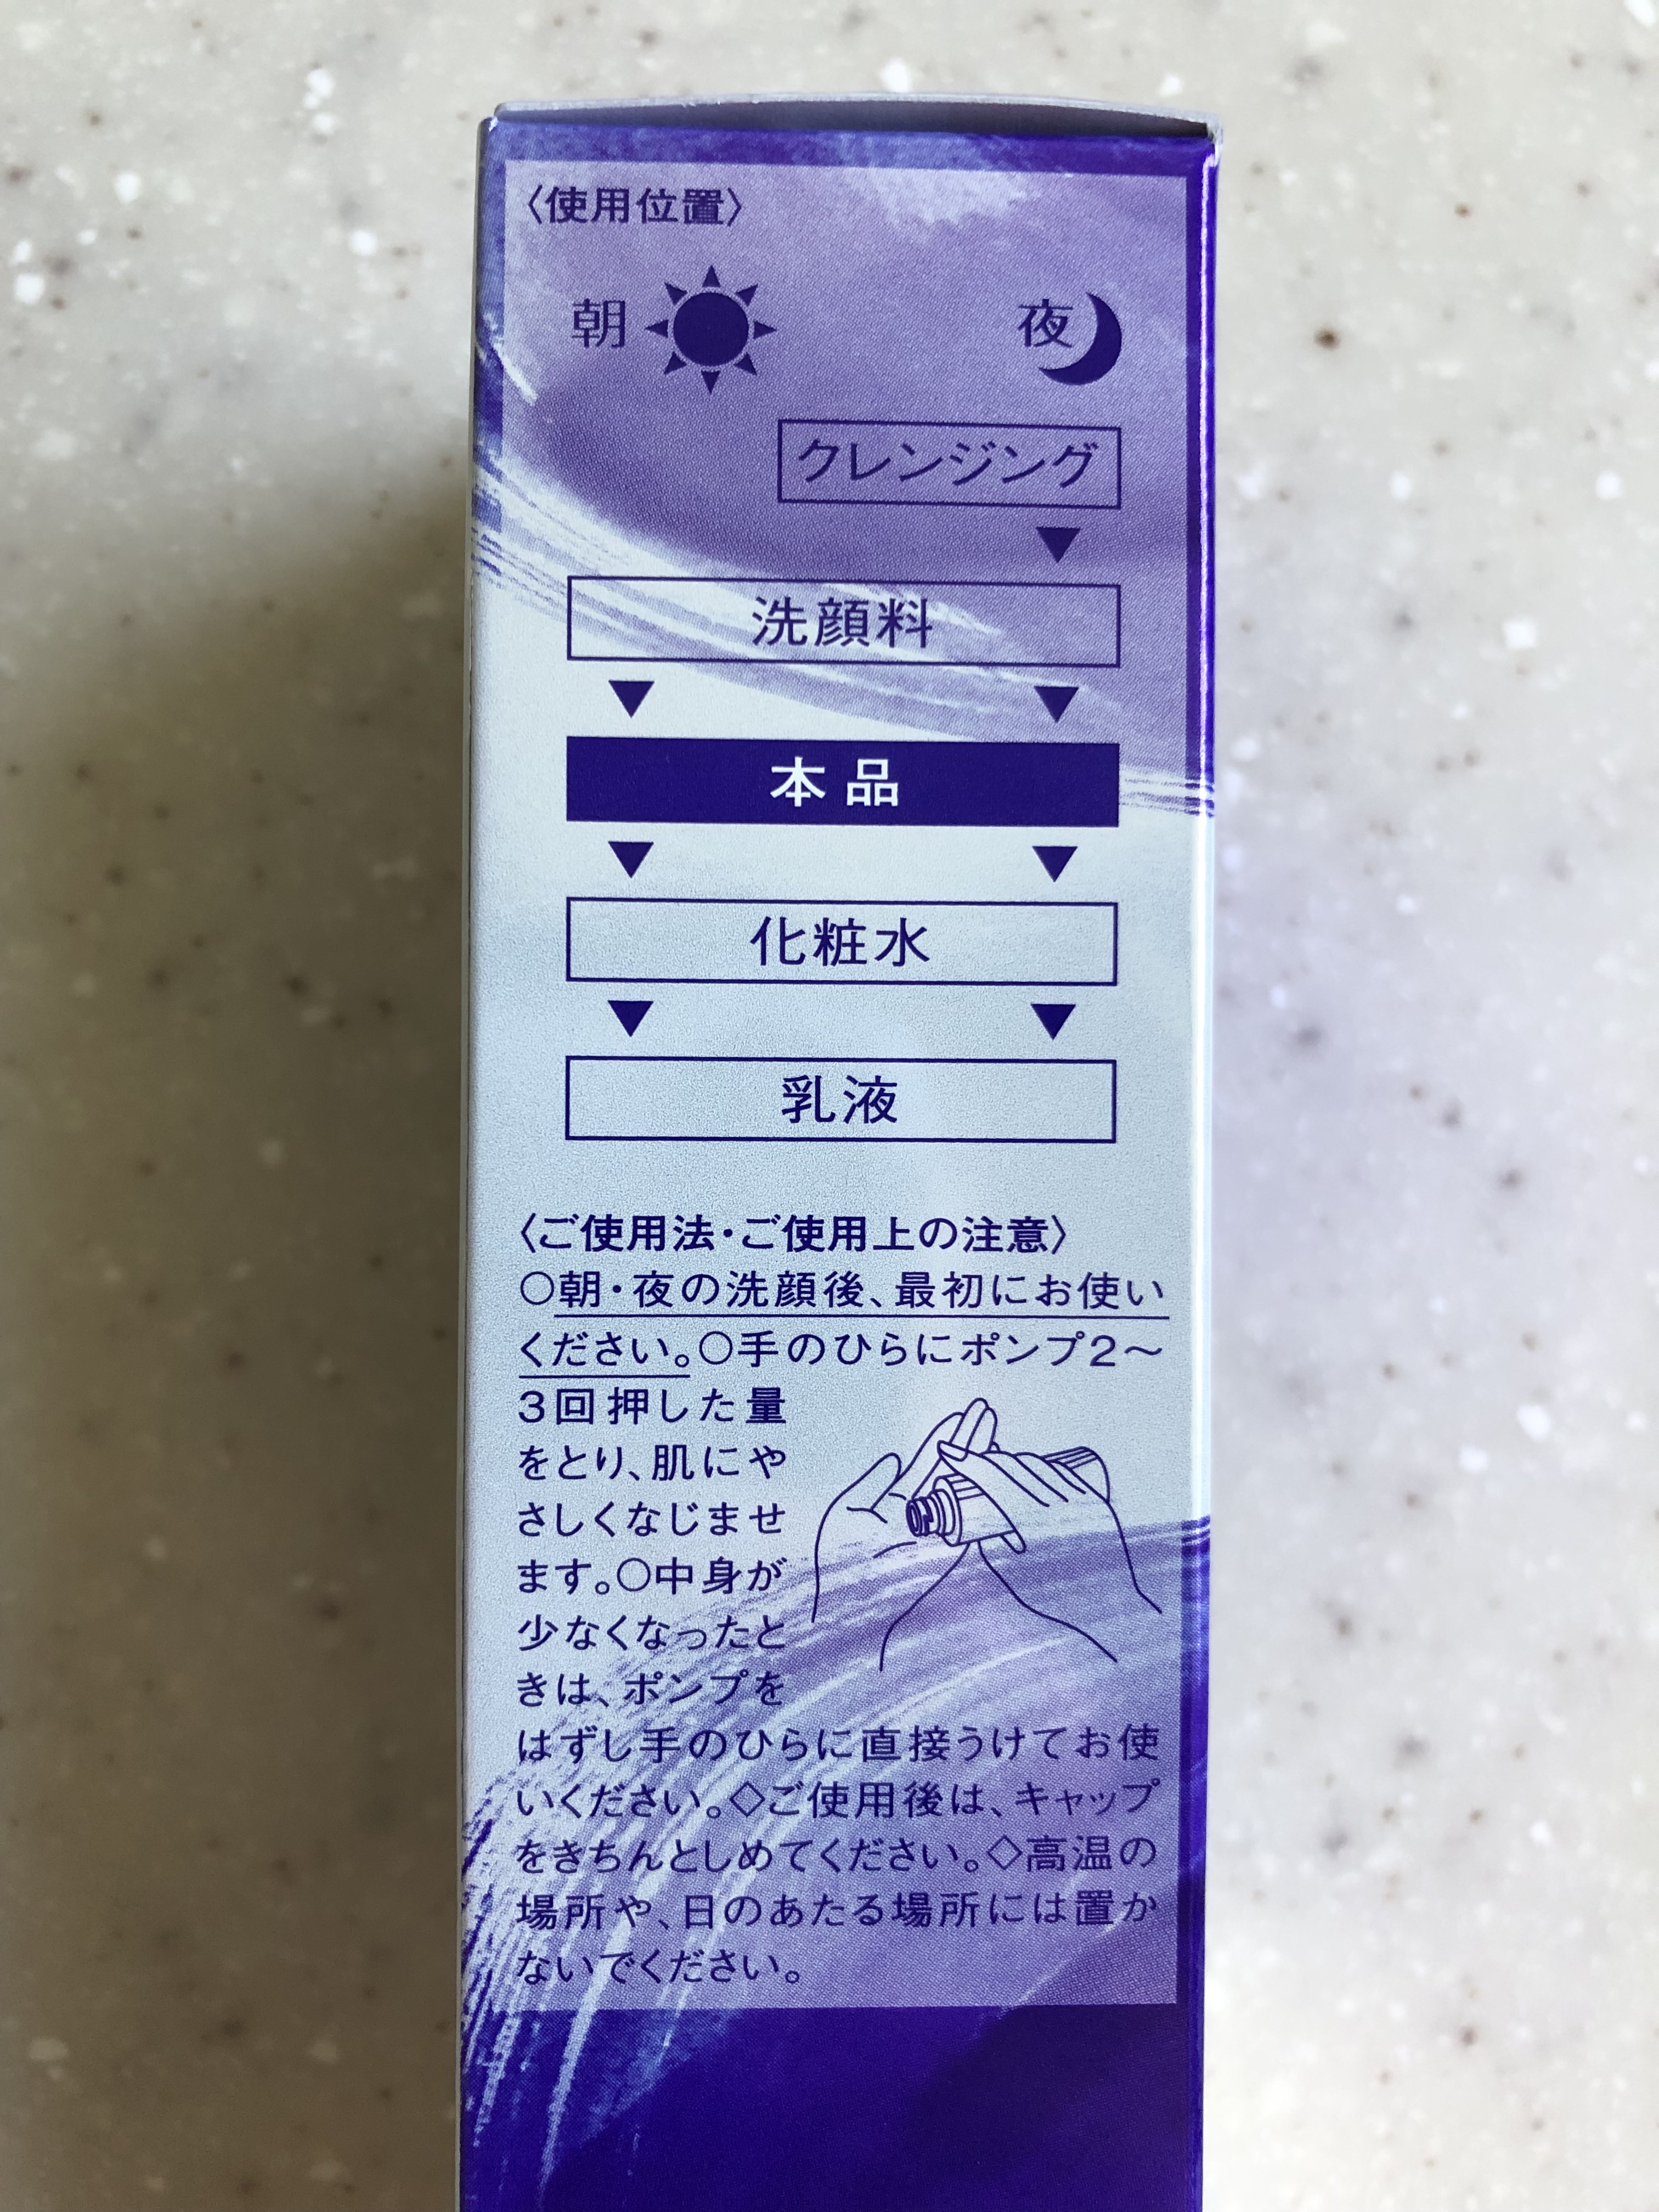 〈使用位置〉
朝 夜
クレンジング
洗顔料
本品
化粧水
乳液
〈ご使用法・ご使用上の注意〉
○朝・夜の洗顔後、最初にお使い
ください。○手のひらにポンプ2～
3回押した量
をとり、肌にや
さしくなじませ
ます。○中身が
少なくなったと
きは、ポンプを
はずし手のひらに直接うけてお使
いください。◇ご使用後は、キャップ
をきちんとしめてください。◇高温の
場所や、日のあたる場所には置か
ないでください。